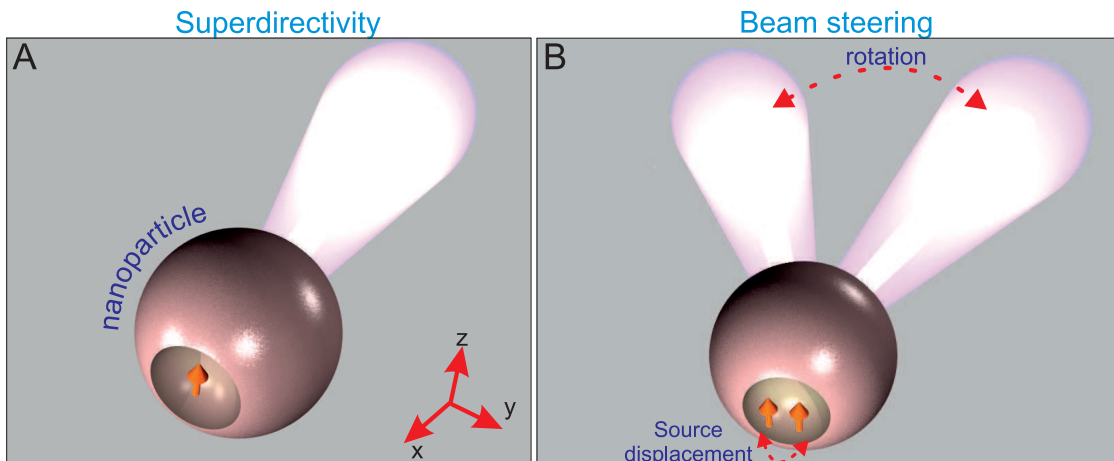 Superdirectivity
Beam steering
A
nanoparticle
z
y
x
B
rotation
Source
displacement